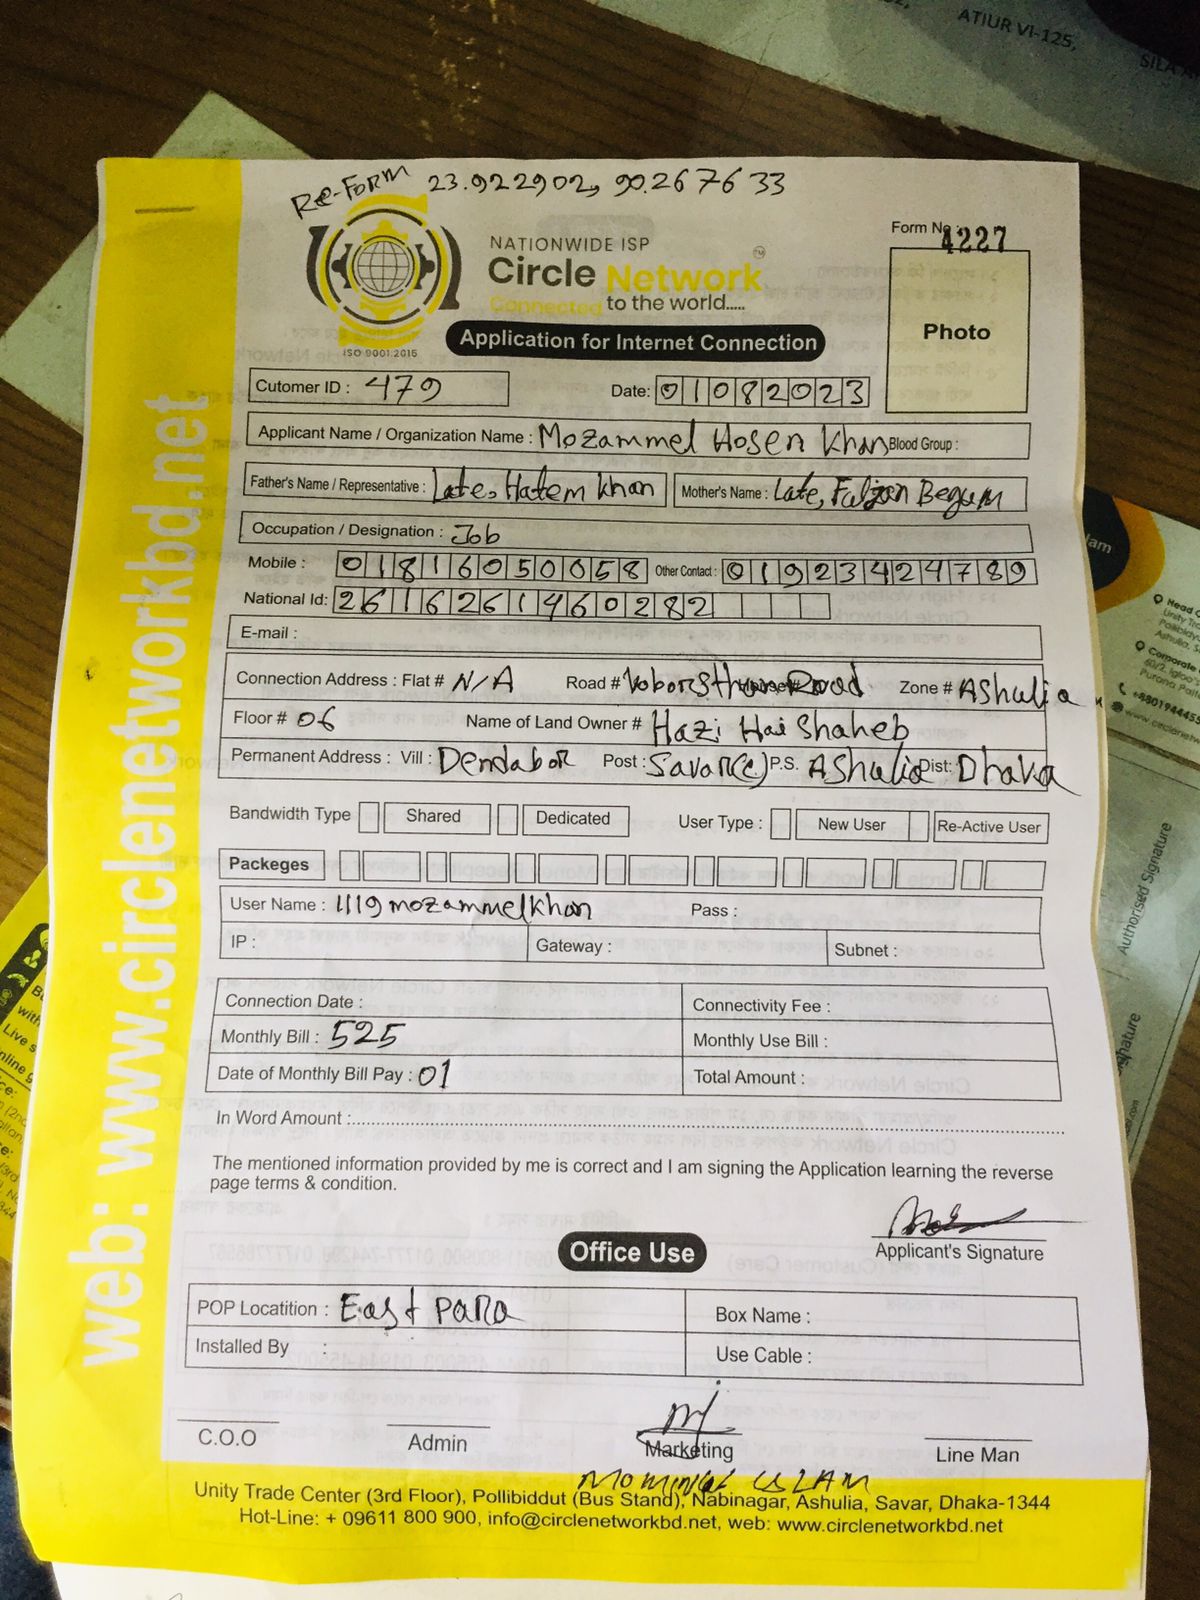 ATIUR VI-125,
Re-Form 23.922902, 90.267633
NATIONWIDE ISP
Circle Network
TM
Connected to the world.....
ISO 9001:2015
Form No 4227
Application for Internet Connection
Photo
Cutomer ID : 479 Date: 01082023
Applicant Name / Organization Name : Mozammel Hosen Khan Blood Group :
Father's Name / Representative : Late, Hatem Khan Mother's Name : Late, Faljan Begum
Occupation / Designation : Job
Mobile : 01816050058 Other Contact : 01923424789
National Id: 2616261460282
E-mail :
Connection Address : Flat # N/A Road # Road Zone # Ashulia
Floor # 06 Name of Land Owner # Hazi Hai Shaheb
Permanent Address : Vill : Dendabor Post : Savar(c) P.S. Ashulia Dist: Dhaka
Bandwidth Type Shared Dedicated User Type : New User Re-Active User
Packeges
User Name : 1119mozammelkhan Pass :
IP : Gateway : Subnet :
Connection Date : Connectivity Fee :
Monthly Bill : 525 Monthly Use Bill :
Date of Monthly Bill Pay : 01 Total Amount :
In Word Amount :
The mentioned information provided by me is correct and I am signing the Application learning the reverse
page terms & condition.
Applicant's Signature
Office Use
POP Locatition : East Para Box Name :
Installed By : Use Cable :
C.O.O Admin Marketing Line Man
Unity Trade Center (3rd Floor), Pollibiddut (Bus Stand), Nabinagar, Ashulia, Savar, Dhaka-1344
Hot-Line: + 09611 800 900, info@circlenetworkbd.net, web: www.circlenetworkbd.net
web: www.circlenetworkbd.net
Authorised Signature